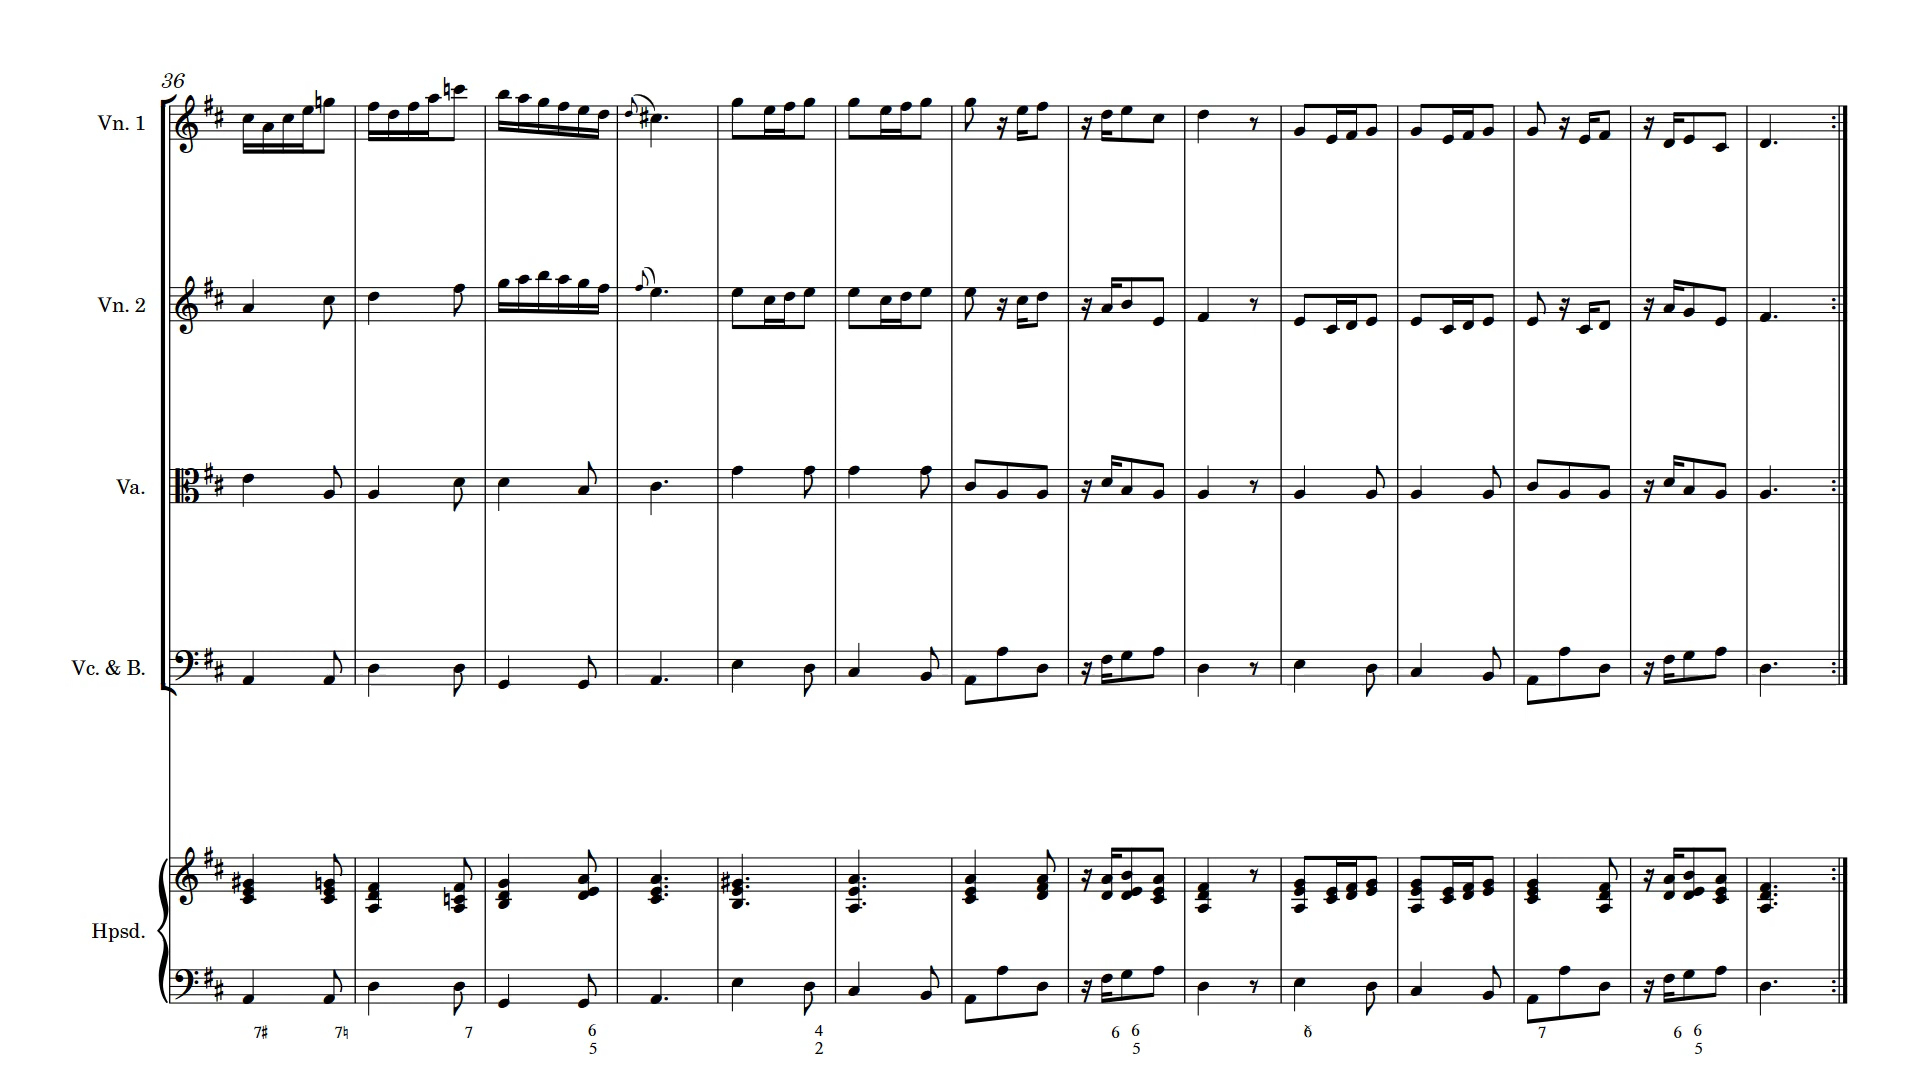 36
Vn. 1
Vn. 2
Va.
Vc. & B.
Hpsd.
7♯ 7♮ 7 6 4 6 6 6 7 6 6
5 2 5 5